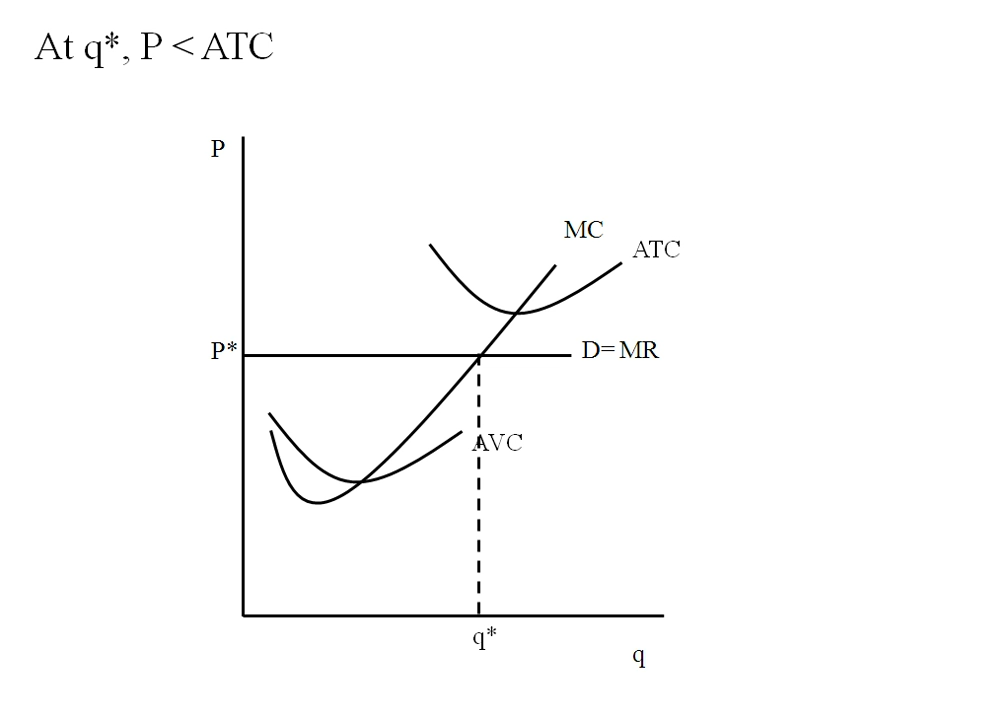 At q*, P < ATC
P
MC
ATC
P*
D=MR
AVC
q*
q